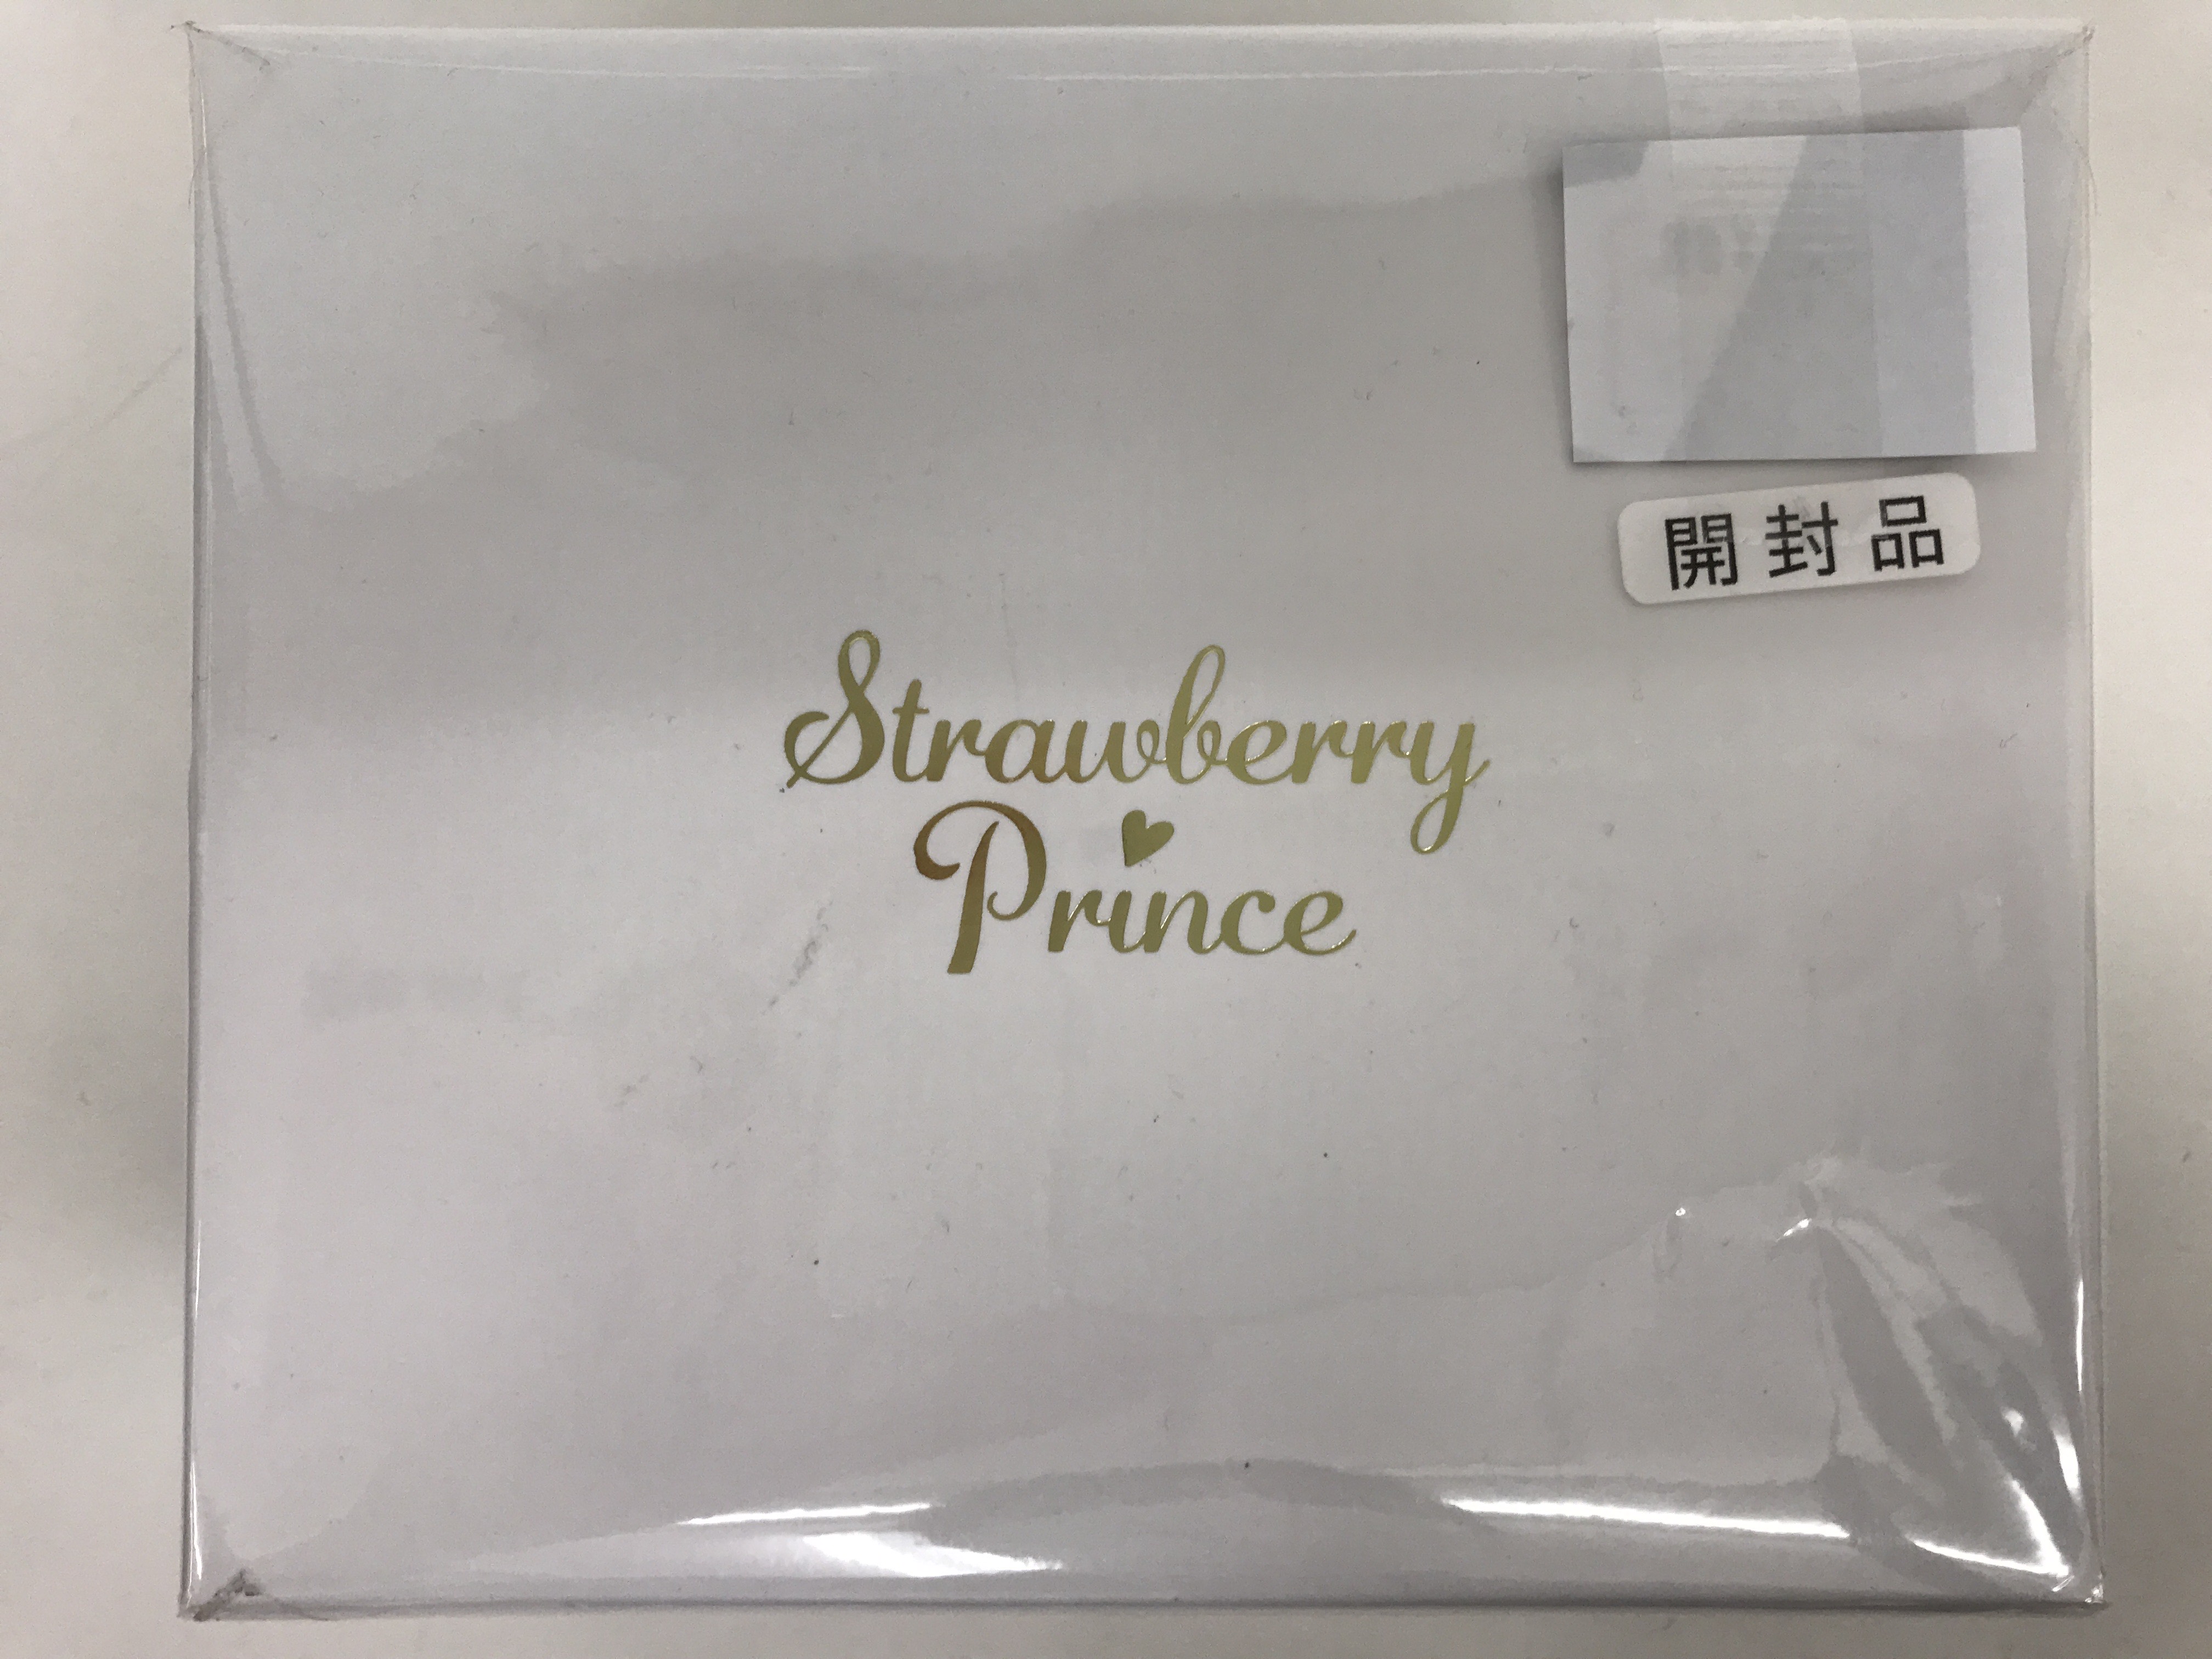 開封品
Strawberry
Prince